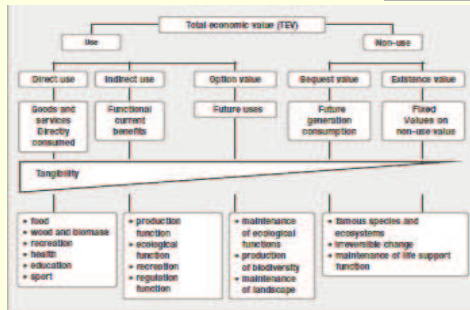 Total economic value (TEV)
Use
Non-use
Direct use
Indirect use
Option value
Bequest value
Existence value
Goods and
services
Directly
consumed
Functional
current
benefits
Future uses
Future
generation
consumption
Fixed
Values on
non-use value
Tangibility
• food
• wood and biomass
• recreation
• health
• education
• sport
• production
function
• ecological
function
• recreation
• regulation
function
• maintenance
of ecological
functions
• production
of biodiversity
• maintenance
of landscape
• famous species and
ecosystems
• irreversible change
• maintenance of life support
function